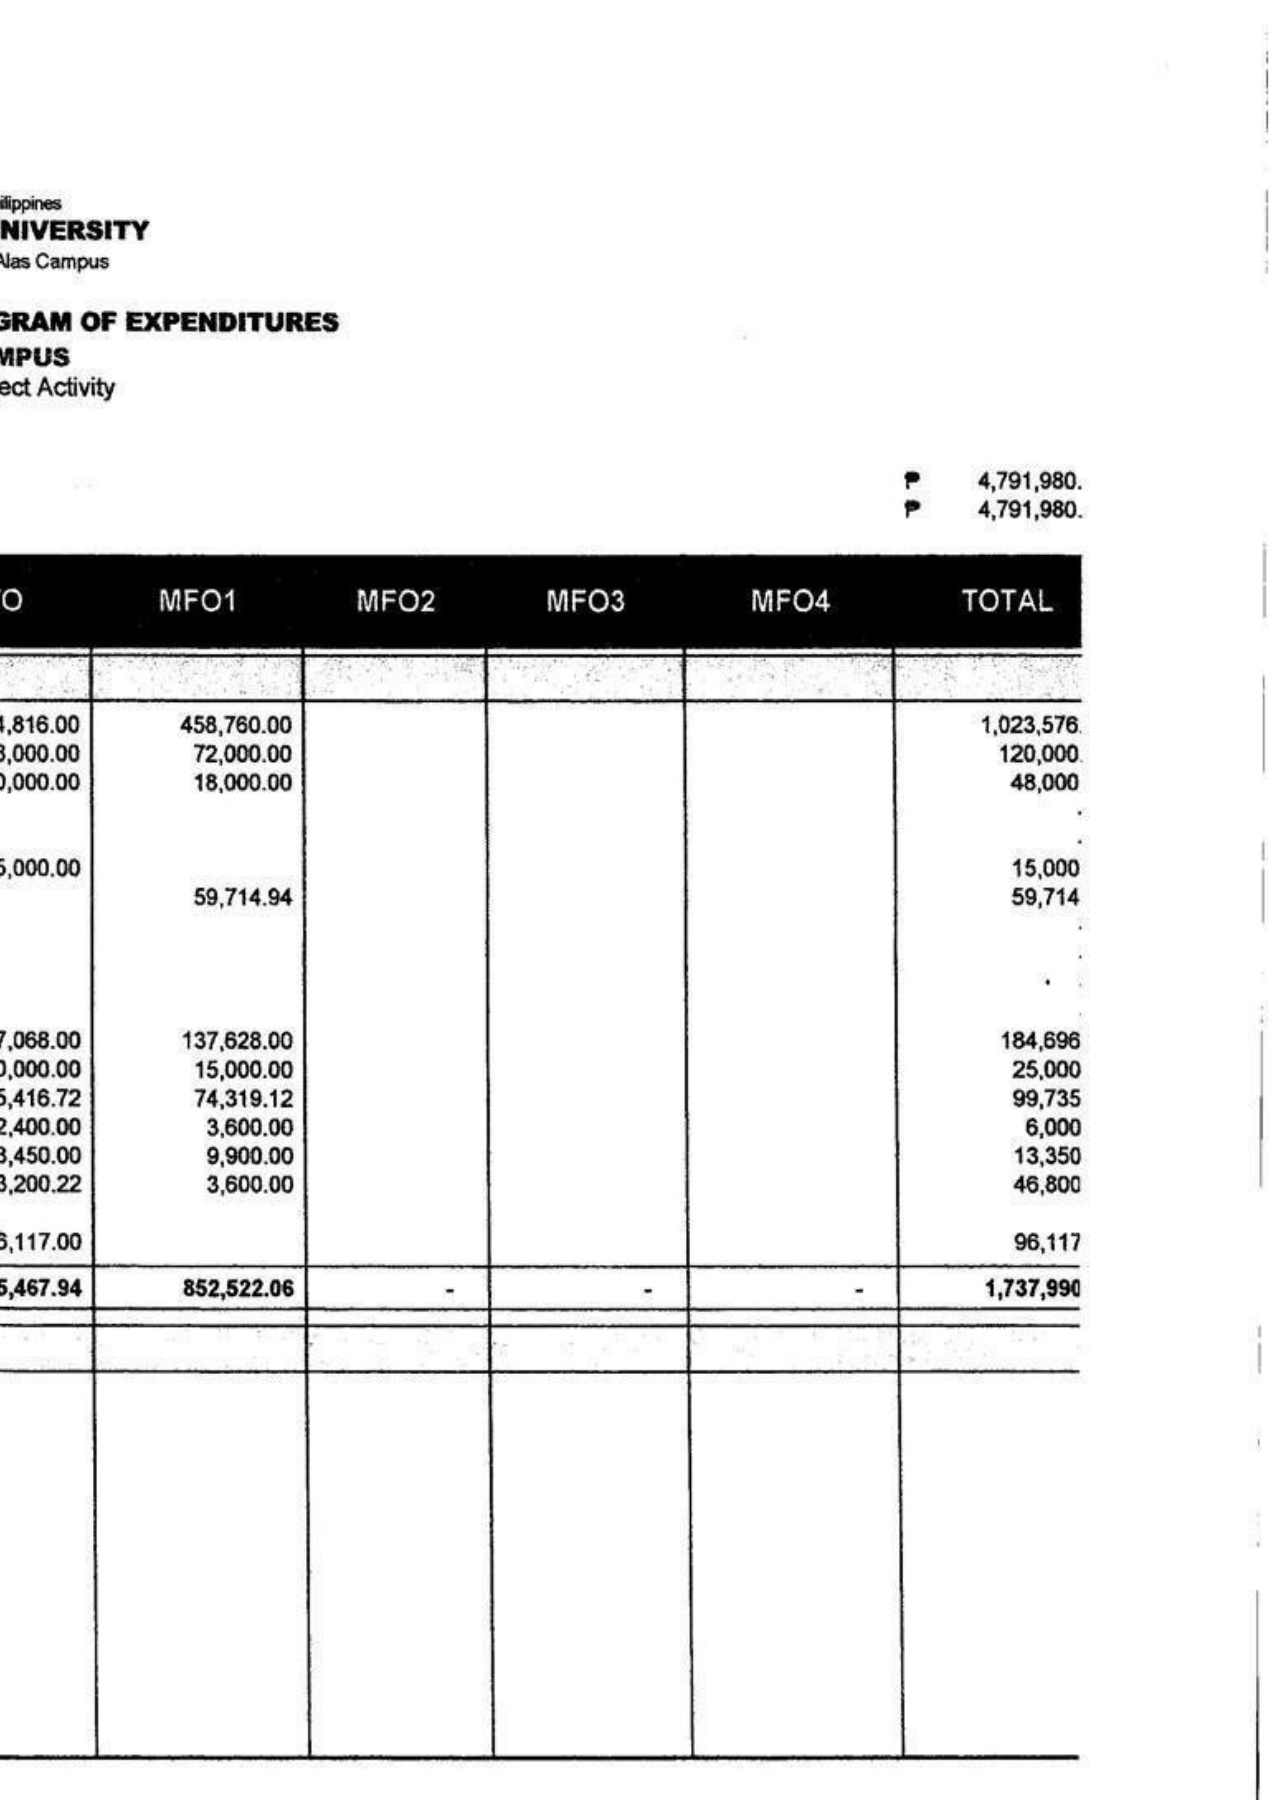 ilippines
NIVERSITY
Alas Campus
GRAM OF EXPENDITURES
MPUS
ect Activity
₱ 4,791,980.
₱ 4,791,980.
O MFO1 MFO2 MFO3 MFO4 TOTAL
4,816.00 458,760.00 1,023,576.
8,000.00 72,000.00 120,000.
0,000.00 18,000.00 48,000
5,000.00 15,000
59,714.94 59,714
7,068.00 137,628.00 184,696
0,000.00 15,000.00 25,000
5,416.72 74,319.12 99,735
2,400.00 3,600.00 6,000
3,450.00 9,900.00 13,350
3,200.22 3,600.00 46,800
6,117.00 96,117
5,467.94 852,522.06 - - - 1,737,990